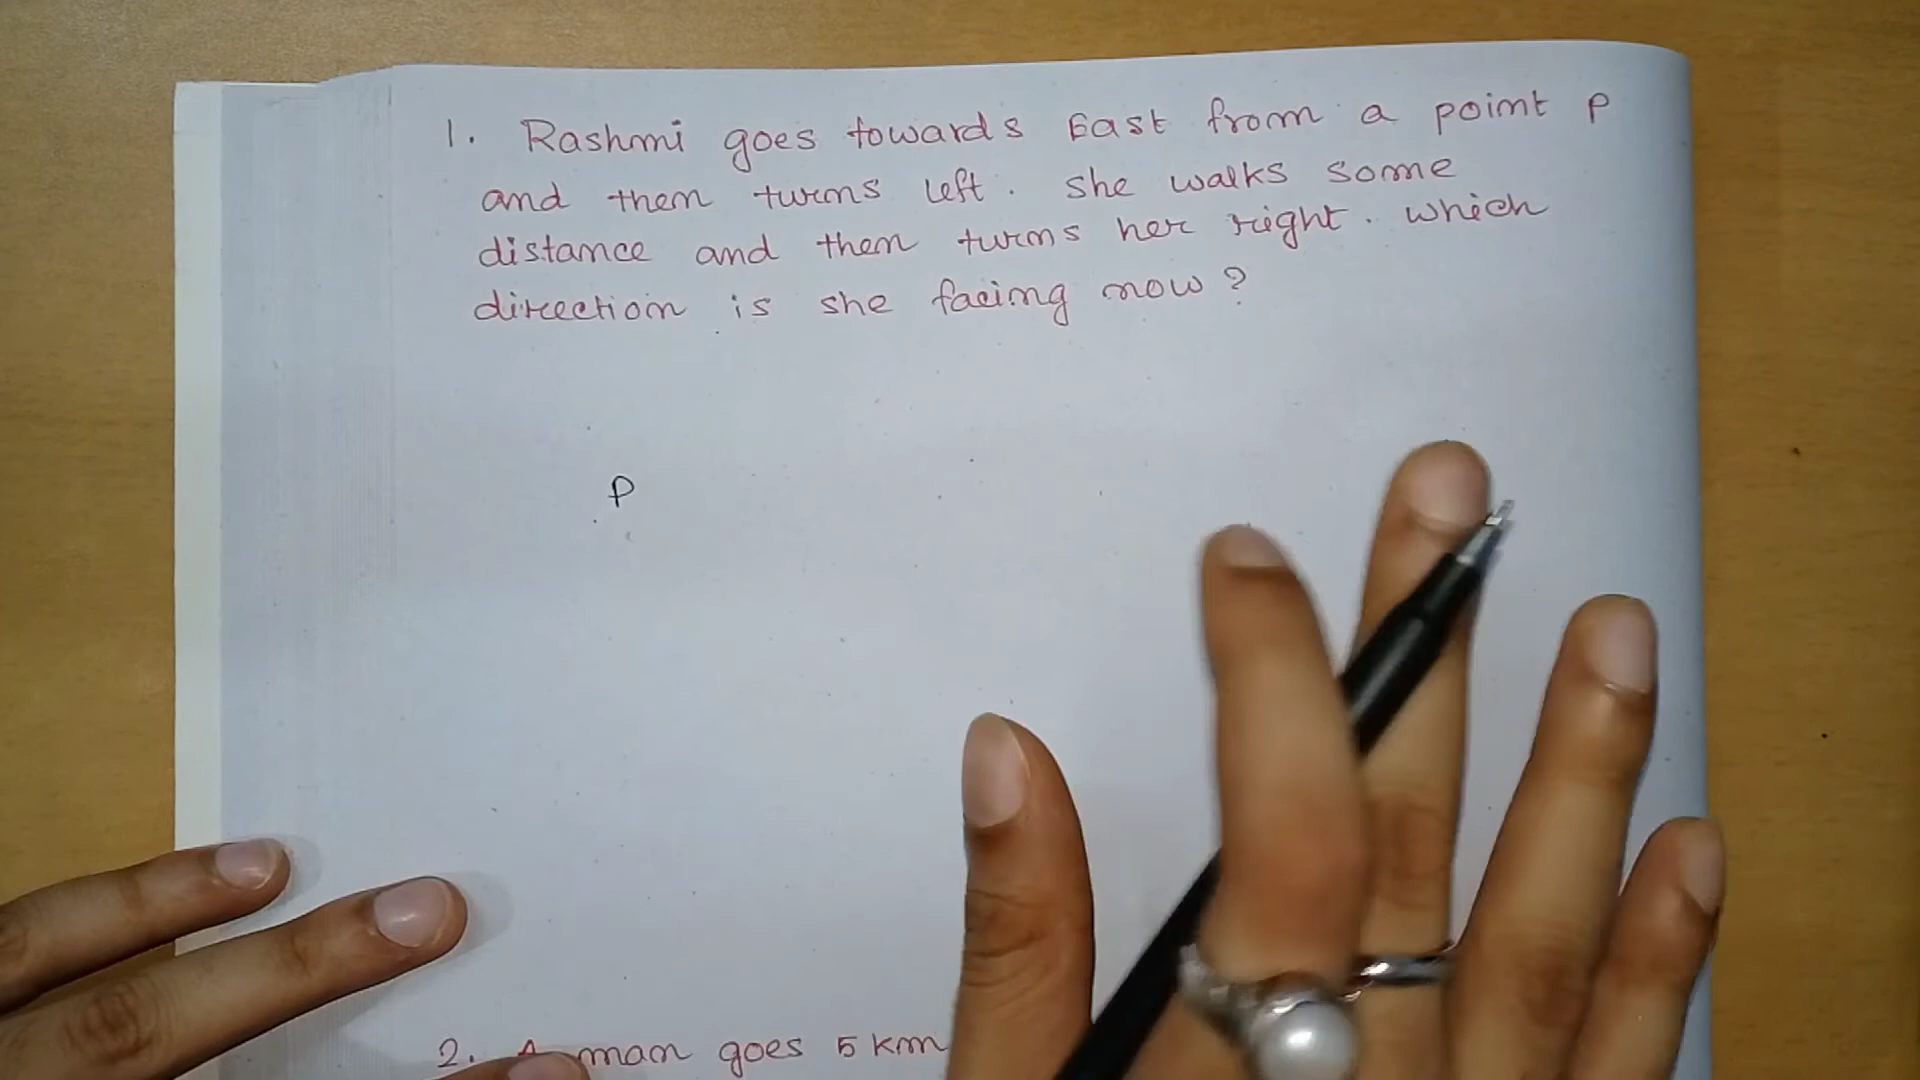 1. Rashmi goes towards East from a point P
and then turns left. She walks some
distance and then turns her right. which
direction is she facing now?
P
2. A man goes 5 km